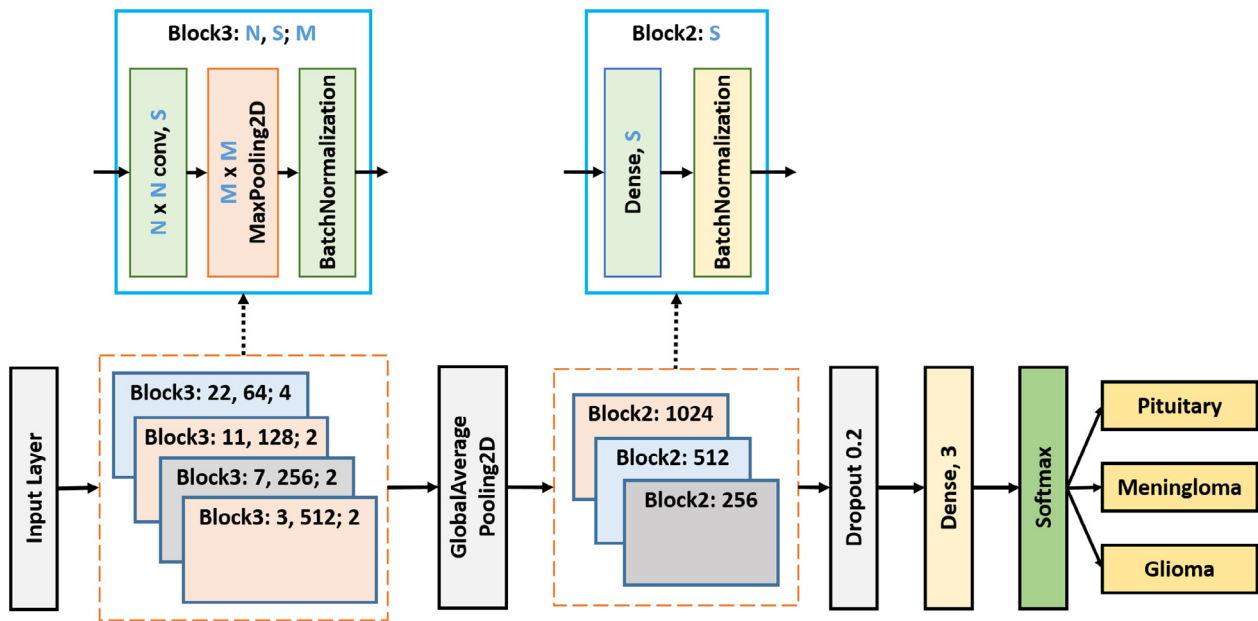 Block3: N, S; M
N x N conv, S
M x M
MaxPooling2D
BatchNormalization
Block2: S
Dense, S
BatchNormalization
Input Layer
Block3: 22, 64; 4
Block3: 11, 128; 2
Block3: 7, 256; 2
Block3: 3, 512; 2
GlobalAverage
Pooling2D
Block2: 1024
Block2: 512
Block2: 256
Dropout 0.2
Dense, 3
Softmax
Pituitary
Meningloma
Glioma